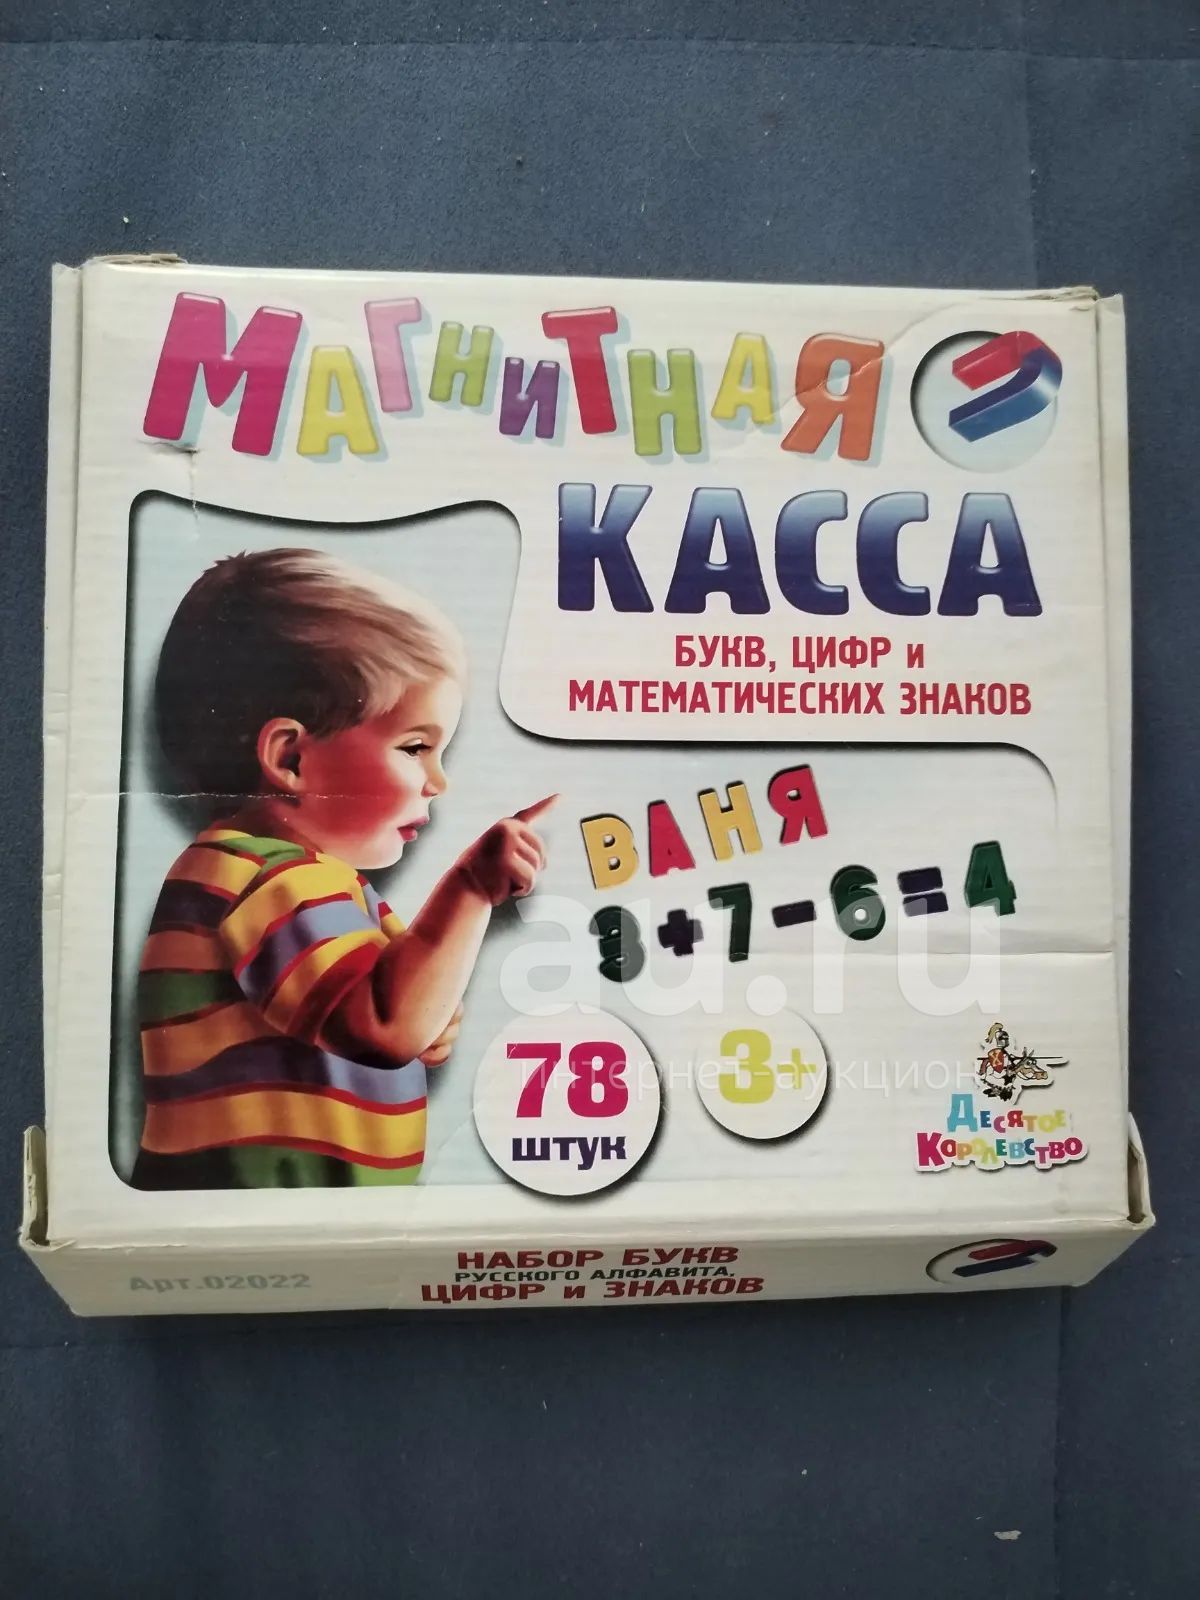 МАГНИТНАЯ
КАССА
БУКВ, ЦИФР и
МАТЕМАТИЧЕСКИХ ЗНАКОВ
ВАНЯ
3+7-6=4
au.ru
интернет-аукцион
78
штук
3+
ДЕСЯТОЕ
КОРОЛЕВСТВО
Арт.02022
НАБОР БУКВ
РУССКОГО АЛФАВИТА,
ЦИФР и ЗНАКОВ